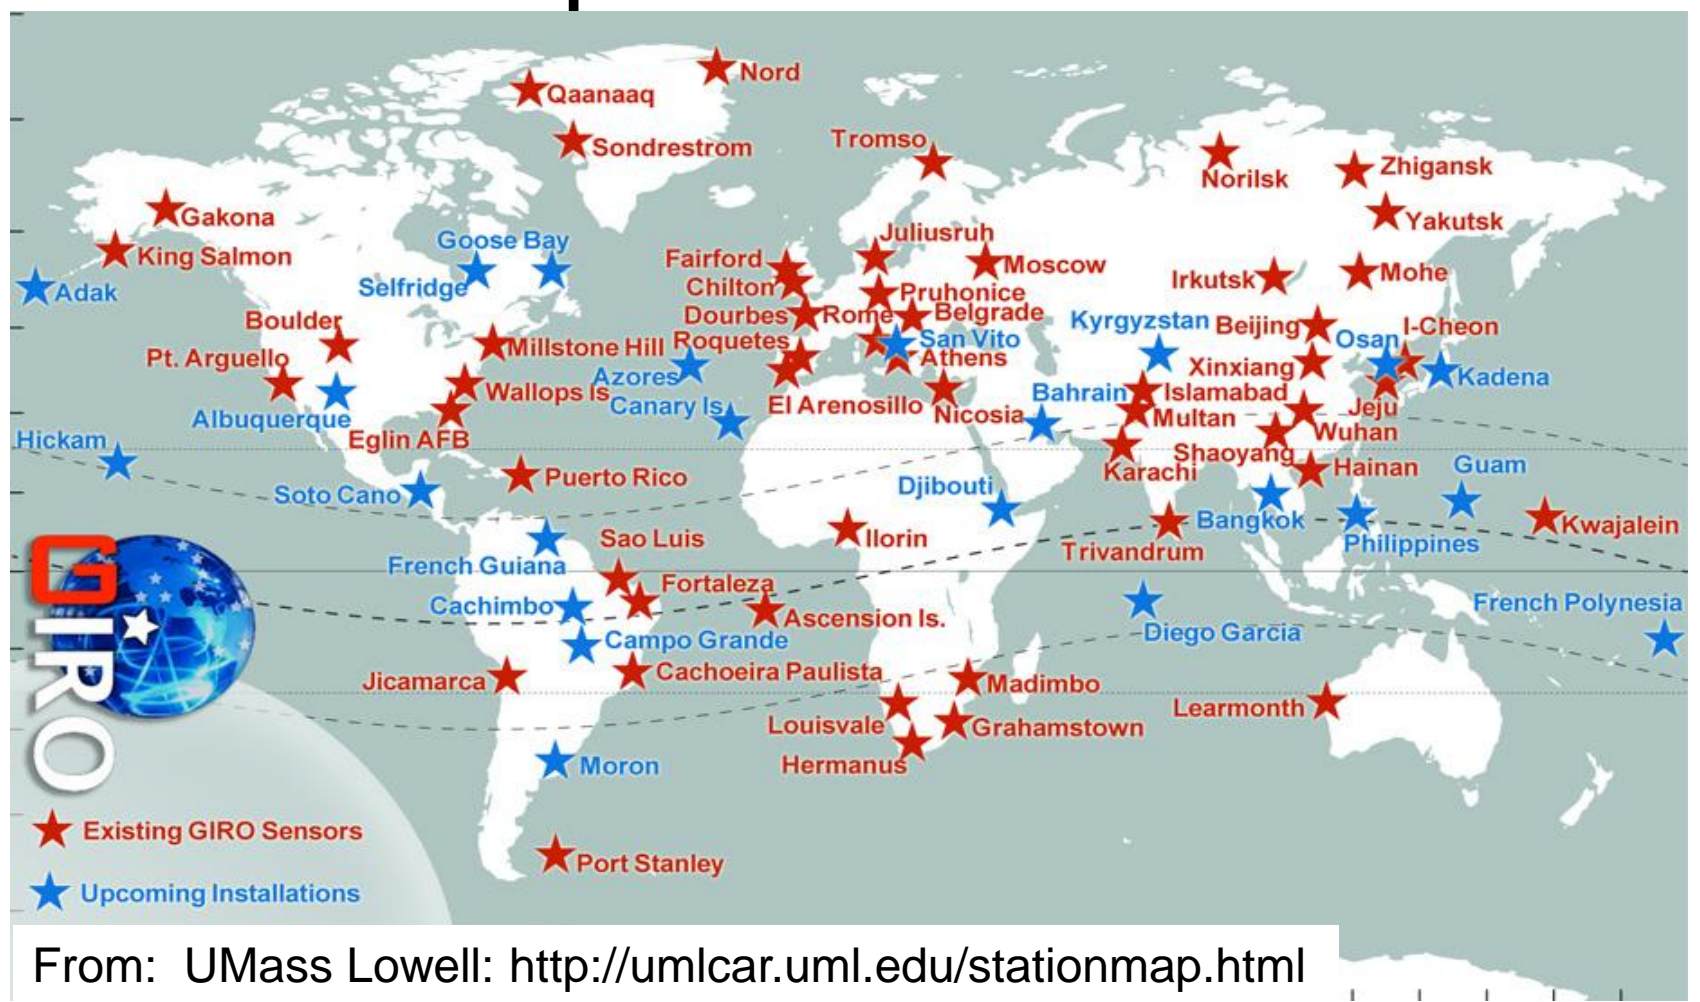 Nord
Qaanaaq
Sondrestrom
Tromso
Norilsk
Zhigansk
Yakutsk
Gakona
King Salmon
Adak
Goose Bay
Selfridge
Juliusruh
Fairford
Moscow
Chilton
Pruhonice
Irkutsk
Mohe
Dourbes
Rome
Belgrade
Boulder
Kyrgyzstan
Beijing
I-Cheon
Osan
Millstone Hill
Roquetes
San Vito
Athens
Pt. Arguello
Xinxiang
Azores
Kadena
Wallops Is
Canary Is
El Arenosillo
Nicosia
Bahrain
Islamabad
Multan
Jeju
Albuquerque
Eglin AFB
Wuhan
Hickam
Shaoyang
Karachi
Hainan
Guam
Puerto Rico
Soto Cano
Djibouti
Bangkok
Kwajalein
Philippines
Trivandrum
Ilorin
Sao Luis
French Guiana
Fortaleza
Cachimbo
Ascension Is.
French Polynesia
Diego Garcia
Campo Grande
Cachoeira Paulista
Jicamarca
Madimbo
Learmonth
Louisvale
Grahamstown
Hermanus
Moron
GIRO
Existing GIRO Sensors
Port Stanley
Upcoming Installations
From: UMass Lowell: http://umlcar.uml.edu/stationmap.html